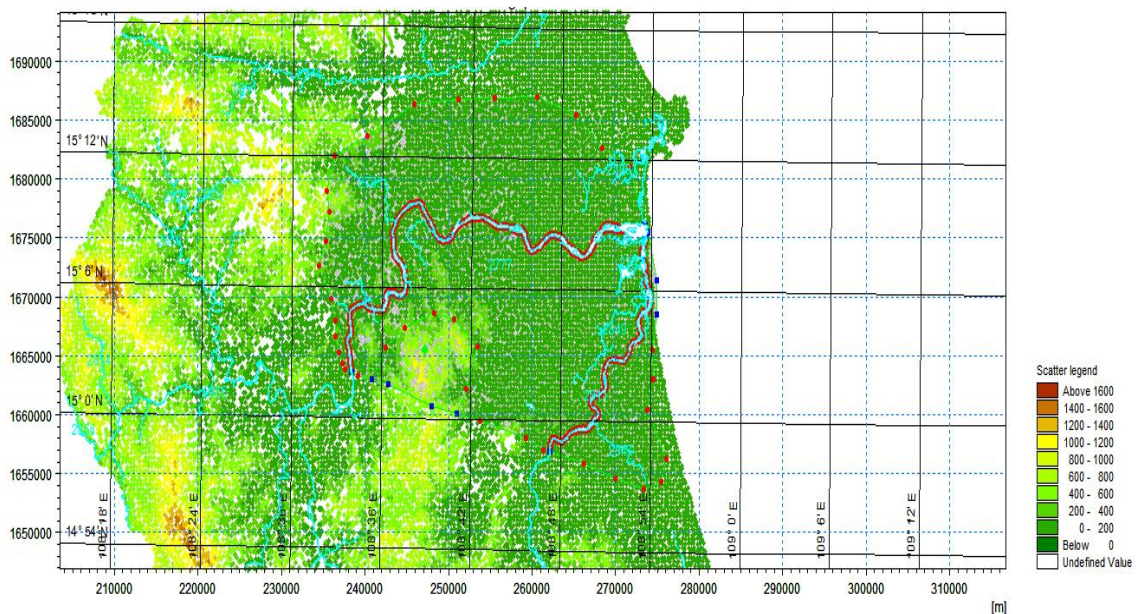 1690000
1685000
15° 12' N
1680000
1675000
15° 6' N
1670000
1665000
15° 0' N
1660000
1655000
14° 54' N
1650000
108° 24' E
108° 36' E
108° 42' E
108° 48' E
108° 54' E
109° 0' E
109° 6' E
109° 12' E
210000 220000 230000 240000 250000 260000 270000 280000 290000 300000 310000
[m]
Scatter legend
Above 1600
1400 - 1600
1200 - 1400
1000 - 1200
800 - 1000
600 - 800
400 - 600
200 - 400
0 - 200
Below 0
Undefined Value